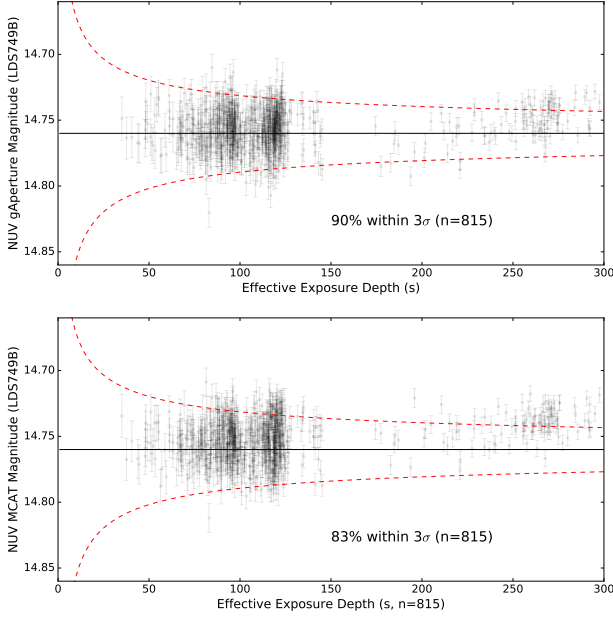 14.70
14.75
14.80
14.85
NUV gAperture Magnitude (LDS749B)
90% within 3σ (n=815)
0 50 100 150 200 250 300
Effective Exposure Depth (s)
14.70
14.75
14.80
14.85
NUV MCAT Magnitude (LDS749B)
83% within 3σ (n=815)
0 50 100 150 200 250 300
Effective Exposure Depth (s, n=815)